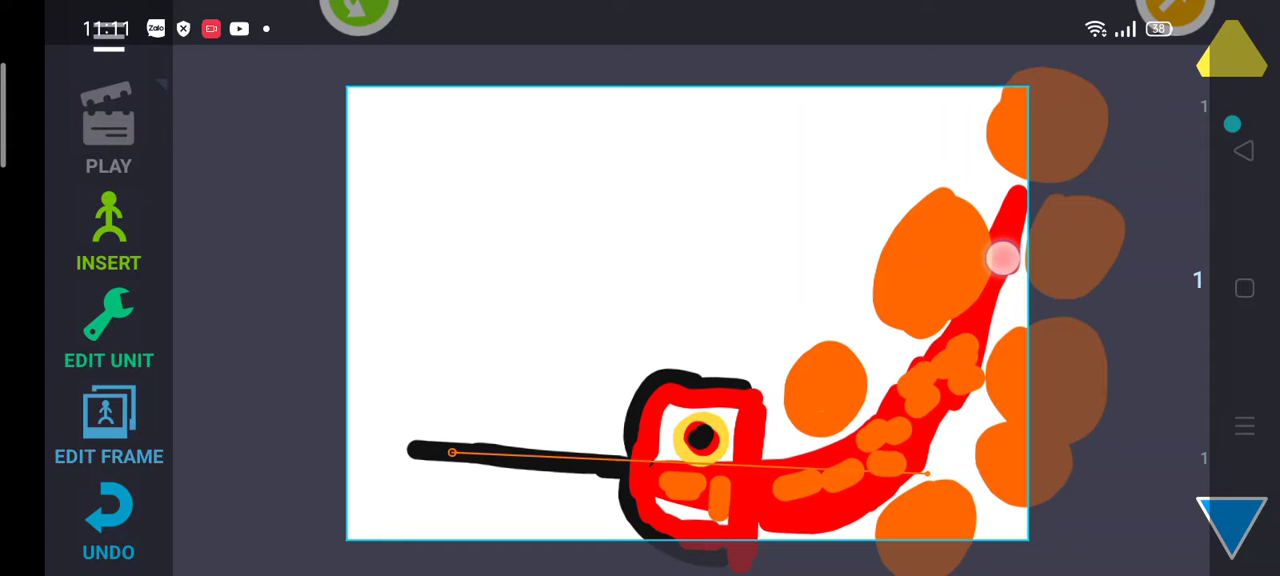 11:11
Zalo
38
PLAY
INSERT
EDIT UNIT
EDIT FRAME
UNDO
1
1
1